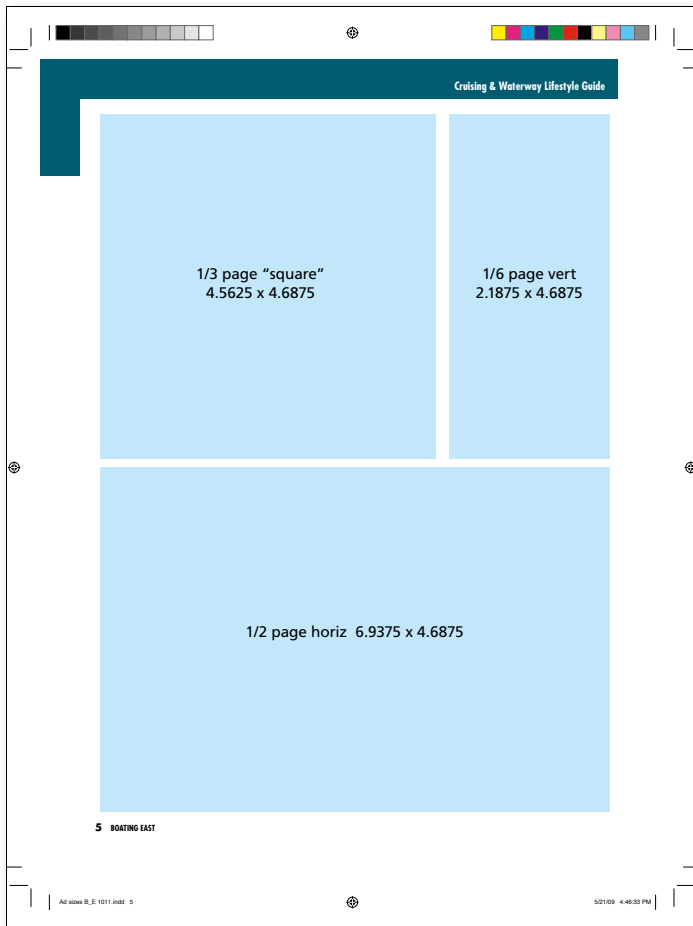 Cruising & Waterway Lifestyle Guide
1/3 page “square”
4.5625 x 4.6875
1/6 page vert
2.1875 x 4.6875
1/2 page horiz  6.9375 x 4.6875
5 BOATING EAST
Ad sizes B_E 1011.indd 5
5/21/09 4:46:33 PM